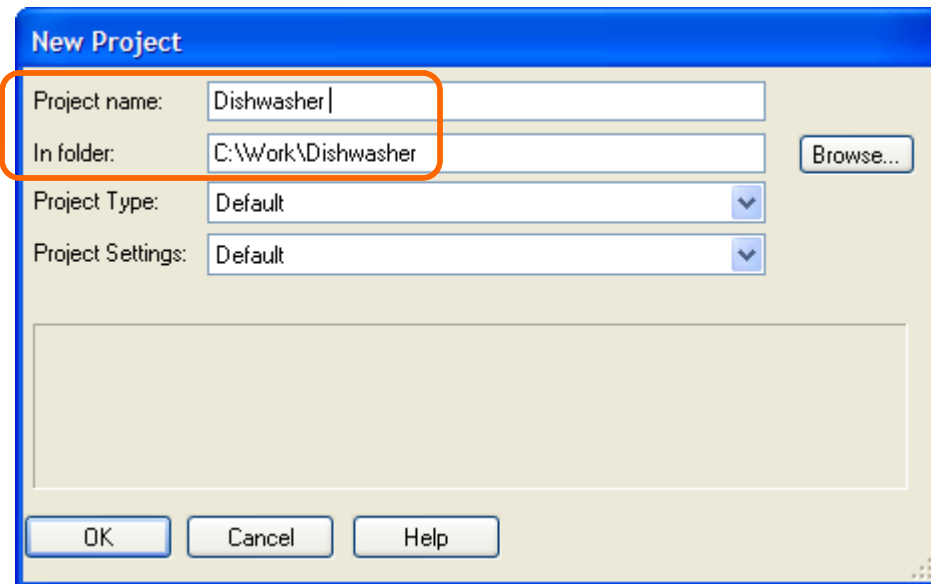 New Project
Project name: Dishwasher
In folder: C:\Work\Dishwasher Browse...
Project Type: Default
Project Settings: Default
OK Cancel Help